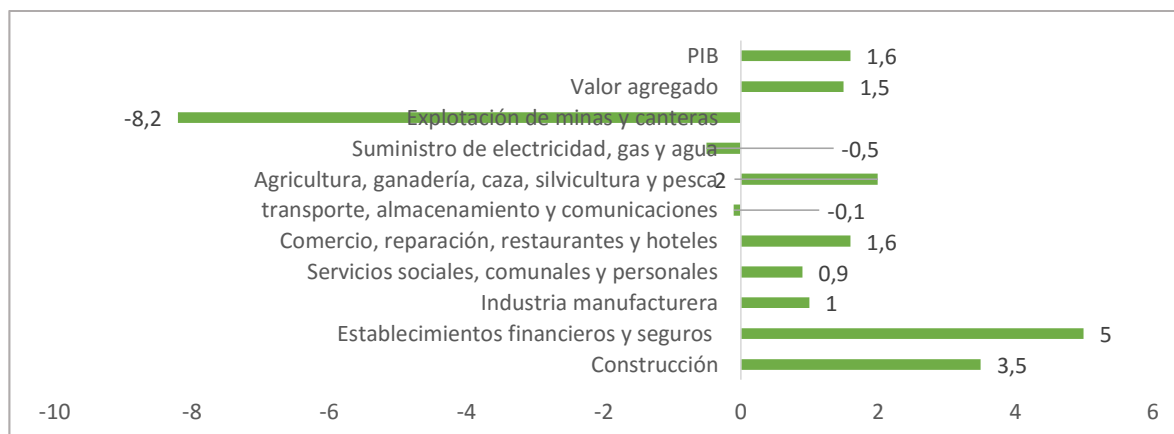 PIB 1,6
Valor agregado 1,5
-8,2 Explotación de minas y canteras
Suministro de electricidad, gas y agua -0,5
Agricultura, ganadería, caza, silvicultura y pesca 2
transporte, almacenamiento y comunicaciones -0,1
Comercio, reparación, restaurantes y hoteles 1,6
Servicios sociales, comunales y personales 0,9
Industria manufacturera 1
Establecimientos financieros y seguros 5
Construcción 3,5
-10 -8 -6 -4 -2 0 2 4 6